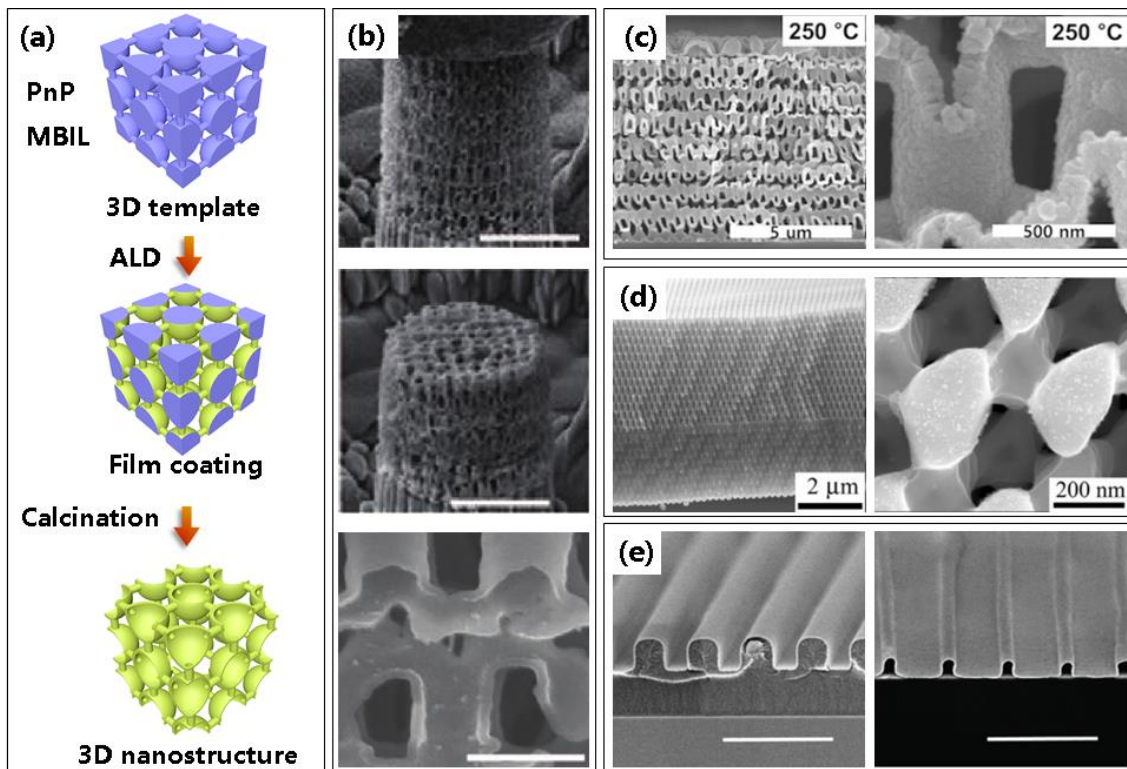 (a)
PnP
MBIL
3D template
ALD
Film coating
Calcination
3D nanostructure
(b)
(c)
250 °C
5 um
250 °C
500 nm
(d)
2 μm
200 nm
(e)